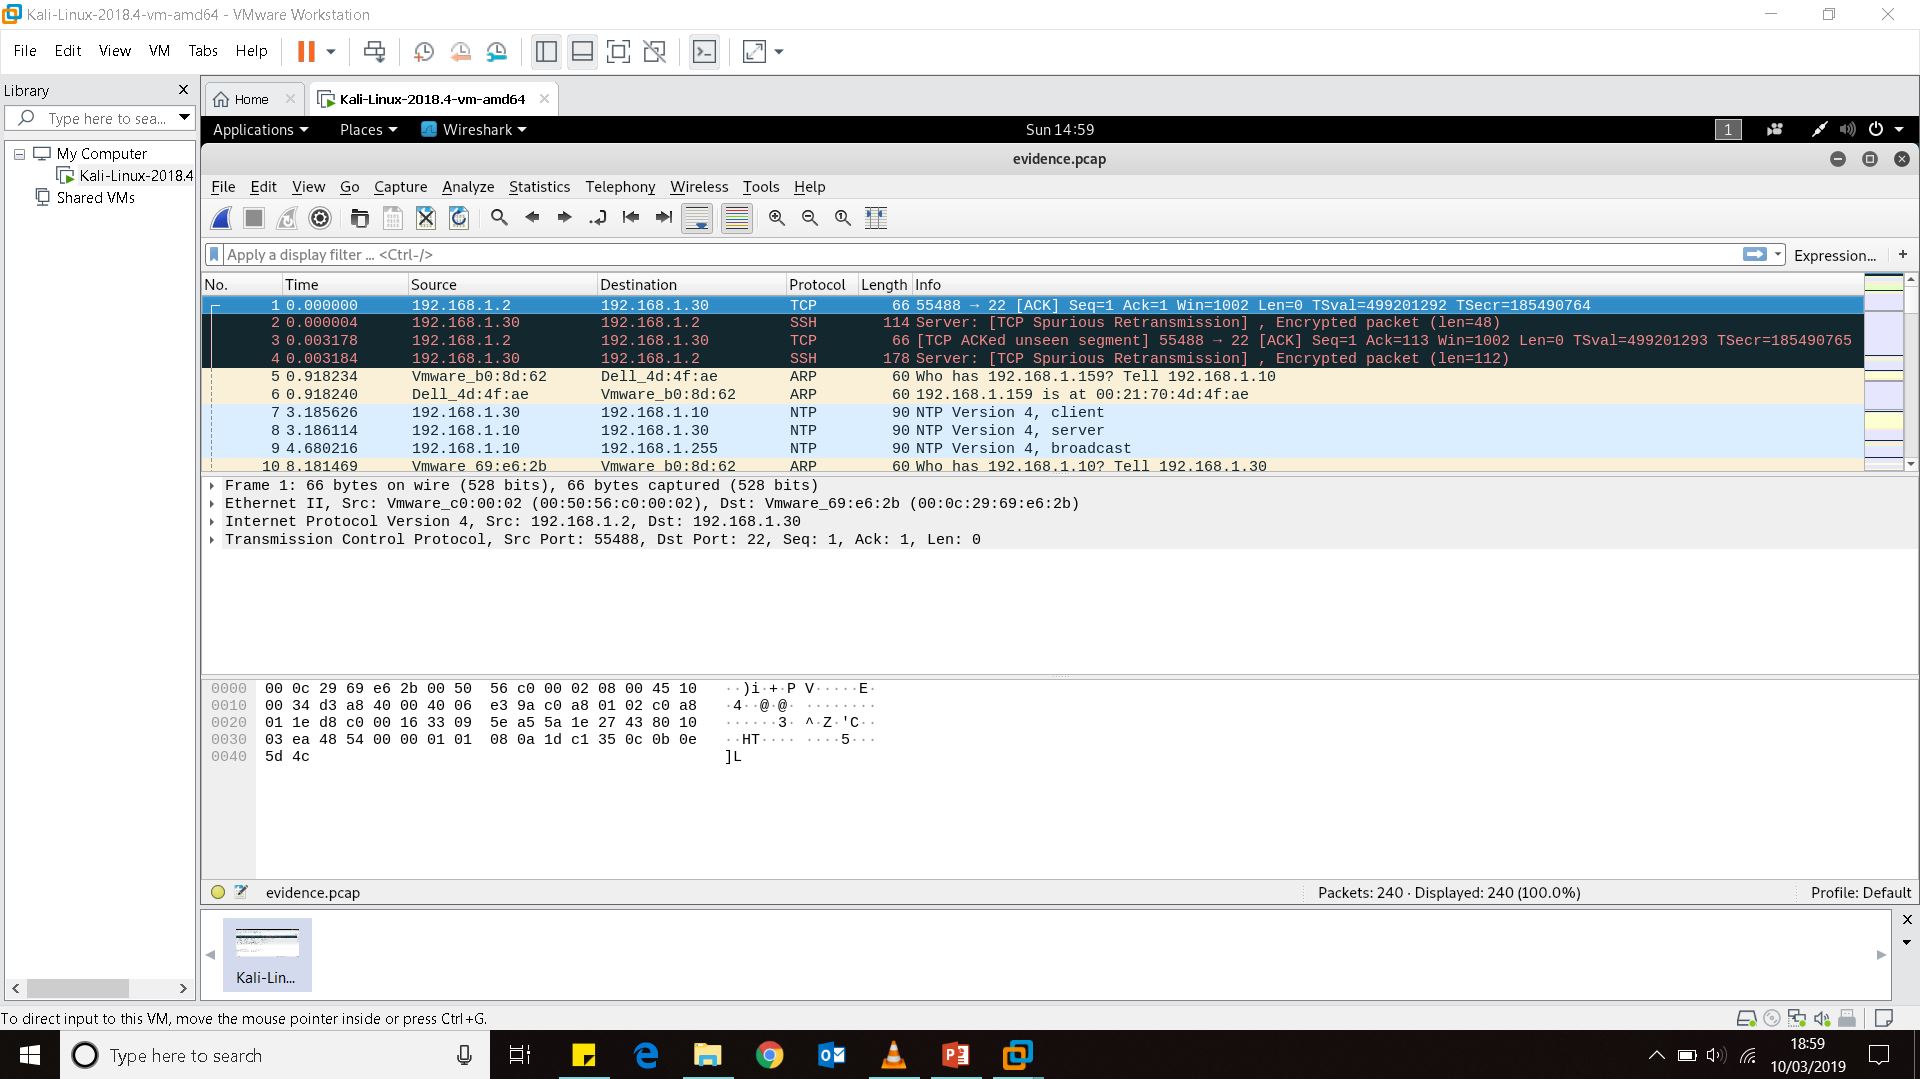 Kali-Linux-2018.4-vm-amd64 - VMware Workstation
File Edit View VM Tabs Help
Library
Type here to sea...
My Computer
Kali-Linux-2018.4
Shared VMs
Home
Kali-Linux-2018.4-vm-amd64
Applications Places Wireshark Sun 14:59 1
evidence.pcap
File Edit View Go Capture Analyze Statistics Telephony Wireless Tools Help
Apply a display filter ... <Ctrl-/> Expression... +
No. Time Source Destination Protocol Length Info
1 0.000000 192.168.1.2 192.168.1.30 TCP 66 55488 → 22 [ACK] Seq=1 Ack=1 Win=1002 Len=0 TSval=499201292 TSecr=185490764
2 0.000004 192.168.1.30 192.168.1.2 SSH 114 Server: [TCP Spurious Retransmission] , Encrypted packet (len=48)
3 0.003178 192.168.1.2 192.168.1.30 TCP 66 [TCP ACKed unseen segment] 55488 → 22 [ACK] Seq=1 Ack=113 Win=1002 Len=0 TSval=499201293 TSecr=185490765
4 0.003184 192.168.1.30 192.168.1.2 SSH 178 Server: [TCP Spurious Retransmission] , Encrypted packet (len=112)
5 0.918234 Vmware_b0:8d:62 Dell_4d:4f:ae ARP 60 Who has 192.168.1.159? Tell 192.168.1.10
6 0.918240 Dell_4d:4f:ae Vmware_b0:8d:62 ARP 60 192.168.1.159 is at 00:21:70:4d:4f:ae
7 3.185626 192.168.1.30 192.168.1.10 NTP 90 NTP Version 4, client
8 3.186114 192.168.1.10 192.168.1.30 NTP 90 NTP Version 4, server
9 4.680216 192.168.1.10 192.168.1.255 NTP 90 NTP Version 4, broadcast
10 8.181469 Vmware_69:e6:2b Vmware_b0:8d:62 ARP 60 Who has 192.168.1.10? Tell 192.168.1.30
Frame 1: 66 bytes on wire (528 bits), 66 bytes captured (528 bits)
Ethernet II, Src: Vmware_c0:00:02 (00:50:56:c0:00:02), Dst: Vmware_69:e6:2b (00:0c:29:69:e6:2b)
Internet Protocol Version 4, Src: 192.168.1.2, Dst: 192.168.1.30
Transmission Control Protocol, Src Port: 55488, Dst Port: 22, Seq: 1, Ack: 1, Len: 0
0000 00 0c 29 69 e6 2b 00 50 56 c0 00 02 08 00 45 10 ··)i·+·P V·····E·
0010 00 34 d3 a8 40 00 40 06 e3 9a c0 a8 01 02 c0 a8 ·4··@·@· ········
0020 01 1e d8 c0 00 16 33 09 5e a5 5a 1e 27 43 80 10 ······3· ^·Z·'C··
0030 03 ea 48 54 00 00 01 01 08 0a 1d c1 35 0c 0b 0e ··HT···· ····5···
0040 5d 4c ]L
evidence.pcap Packets: 240 · Displayed: 240 (100.0%) Profile: Default
Kali-Lin...
To direct input to this VM, move the mouse pointer inside or press Ctrl+G.
Type here to search
18:59
10/03/2019